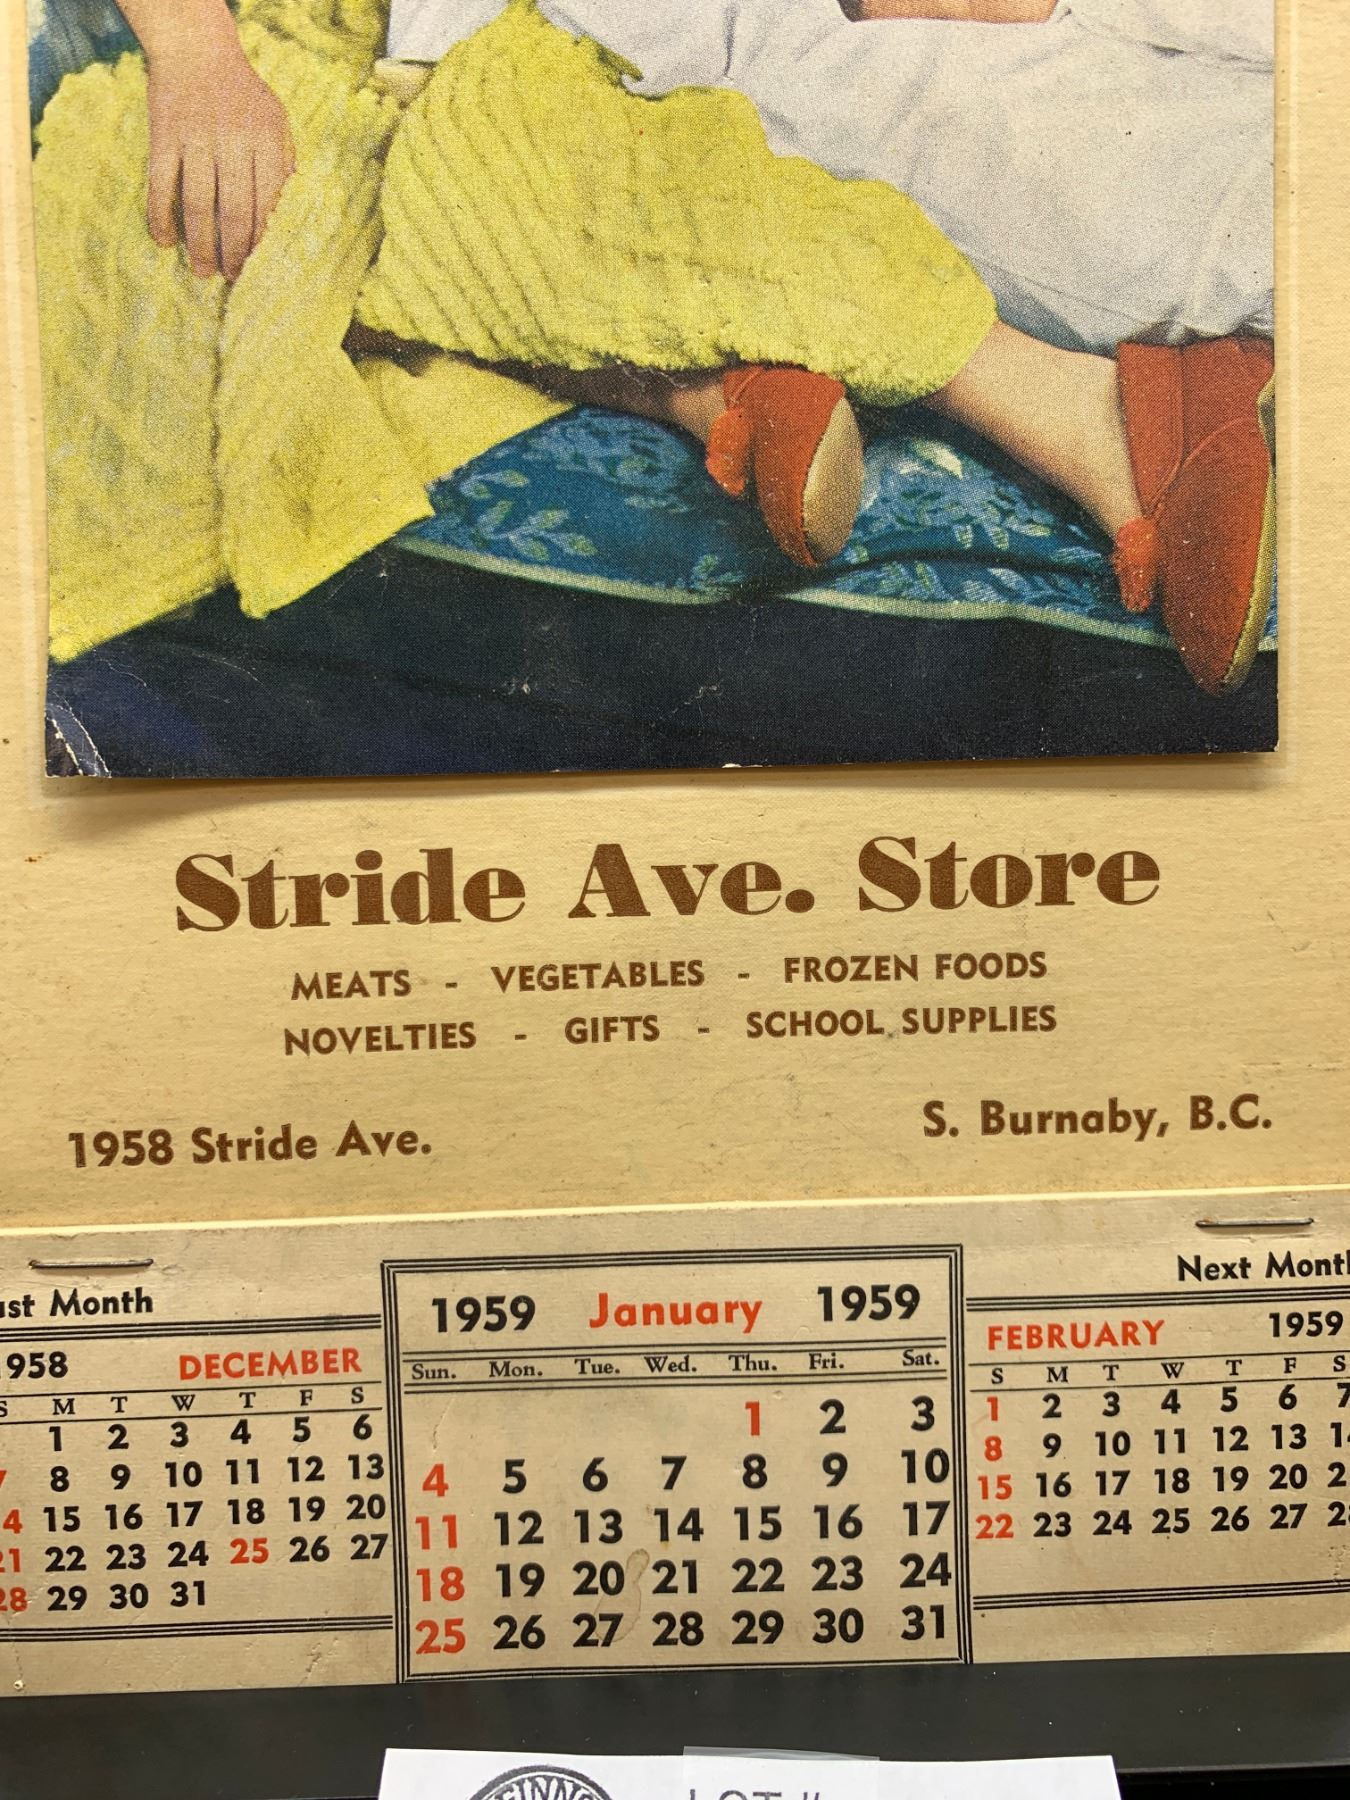 Stride Ave. Store
MEATS - VEGETABLES - FROZEN FOODS
NOVELTIES - GIFTS - SCHOOL SUPPLIES
1958 Stride Ave.
S. Burnaby, B.C.
Month
DECEMBER
M T W T F S
1 2 3 4 5 6
8 9 10 11 12 13
15 16 17 18 19 20
22 23 24 25 26 27
28 29 30 31
1959 January 1959
Sun. Mon. Tue. Wed. Thu. Fri. Sat.
1 2 3
4 5 6 7 8 9 10
11 12 13 14 15 16 17
18 19 20 21 22 23 24
25 26 27 28 29 30 31
Next Month
FEBRUARY 1959
S M T W T F S
1 2 3 4 5 6 7
8 9 10 11 12 13
15 16 17 18 19 20
22 23 24 25 26 27
LOT #